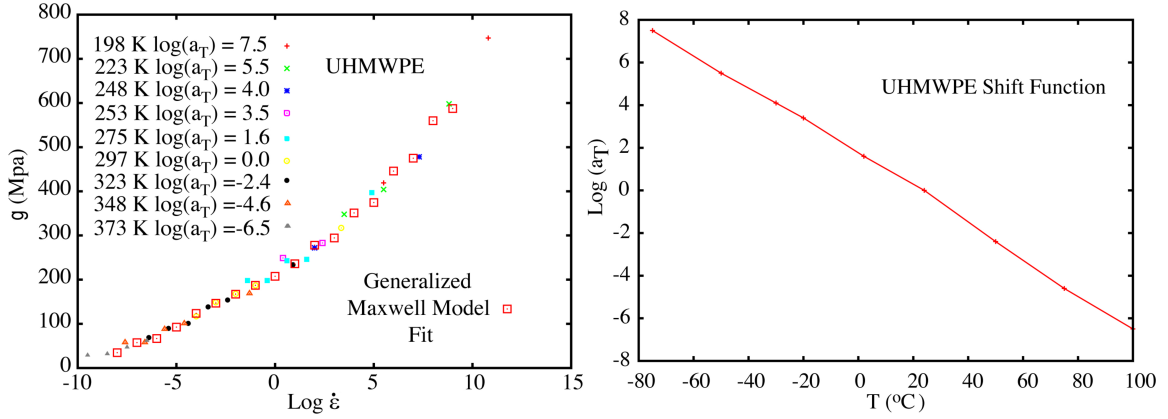 800
700
600
500
400
300
200
100
0
g (Mpa)
198 K log(aT) = 7.5
223 K log(aT) = 5.5
248 K log(aT) = 4.0
253 K log(aT) = 3.5
275 K log(aT) = 1.6
297 K log(aT) = 0.0
323 K log(aT) = -2.4
348 K log(aT) = -4.6
373 K log(aT) =-6.5
UHMWPE
Generalized
Maxwell Model
Fit
-10 -5 0 5 10 15
Log ε̇
8
6
4
2
0
-2
-4
-6
-8
Log (aT)
UHMWPE Shift Function
-80 -60 -40 -20 0 20 40 60 80 100
T (ºC)